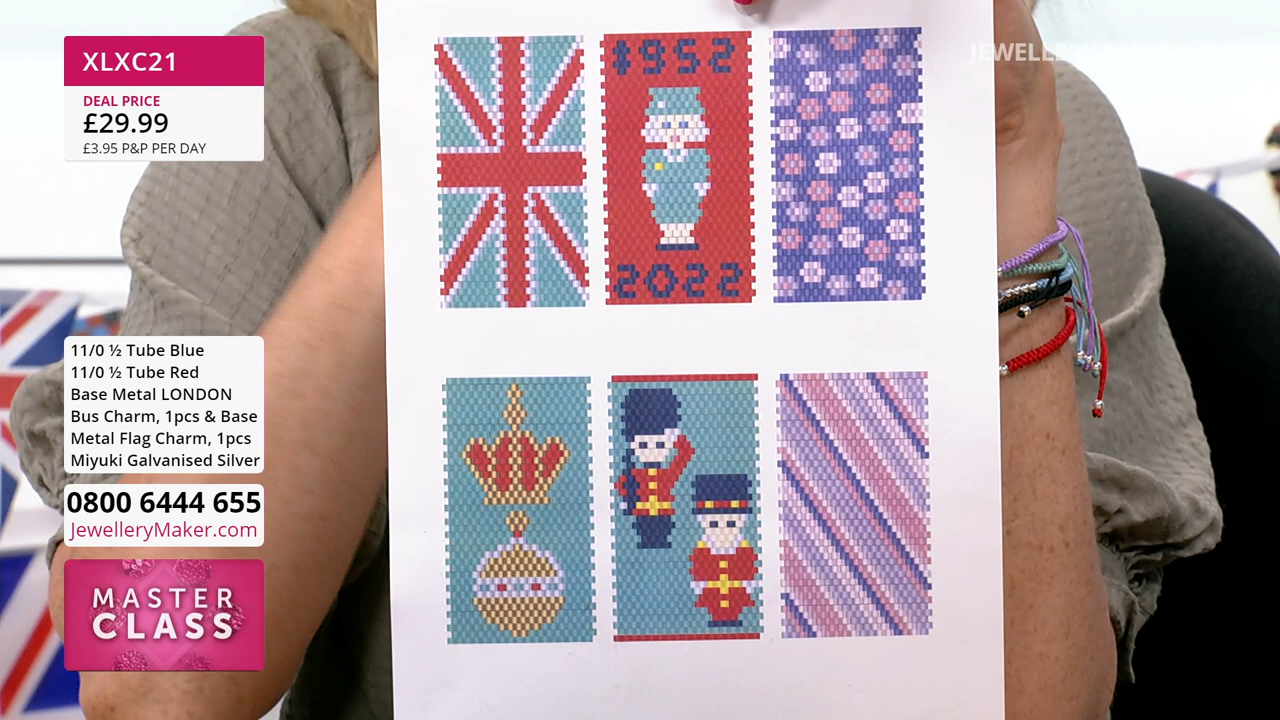 XLXC21
DEAL PRICE
£29.99
£3.95 P&P PER DAY
11/0 ½ Tube Blue
11/0 ½ Tube Red
Base Metal LONDON
Bus Charm, 1pcs & Base
Metal Flag Charm, 1pcs
Miyuki Galvanised Silver
0800 6444 655
JewelleryMaker.com
MASTER
CLASS
1952
2022